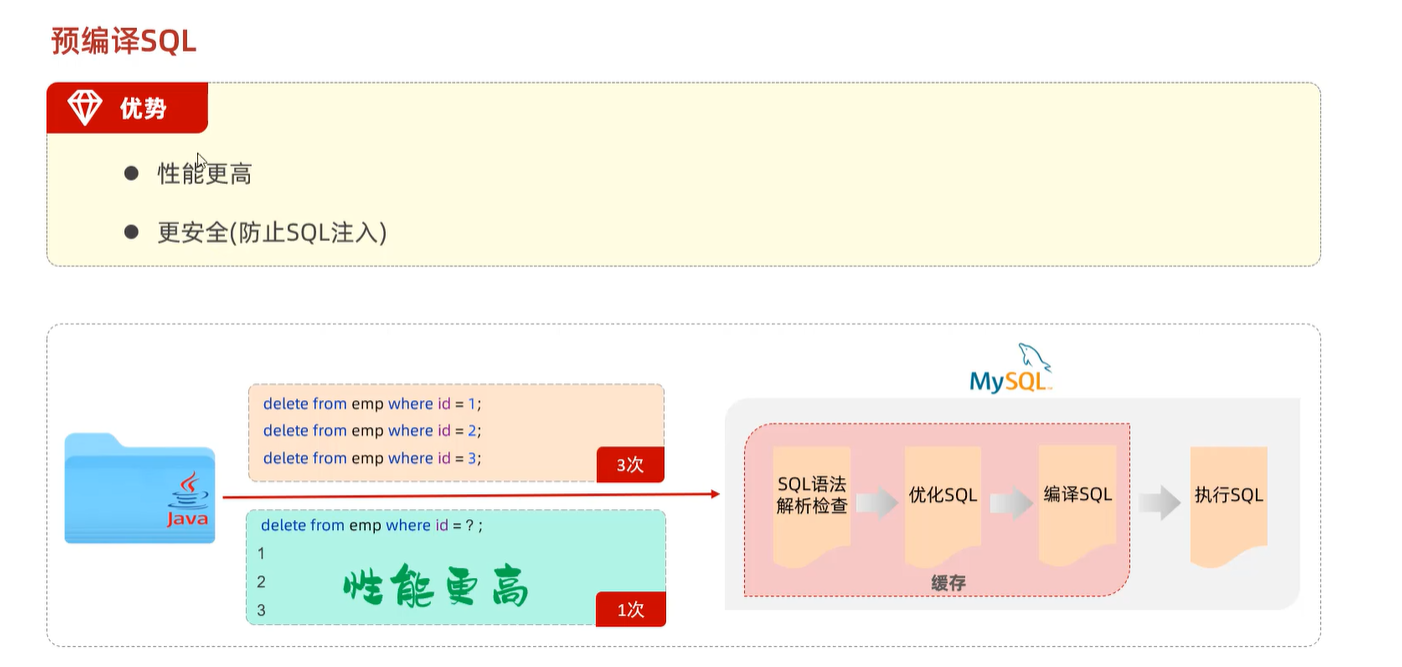 预编译SQL
优势
性能更高
更安全(防止SQL注入)
MySQL
delete from emp where id = 1;
delete from emp where id = 2;
delete from emp where id = 3;
3次
Java
delete from emp where id = ? ;
1
2
3
性能更高
1次
SQL语法
解析检查
优化SQL
编译SQL
执行SQL
缓存